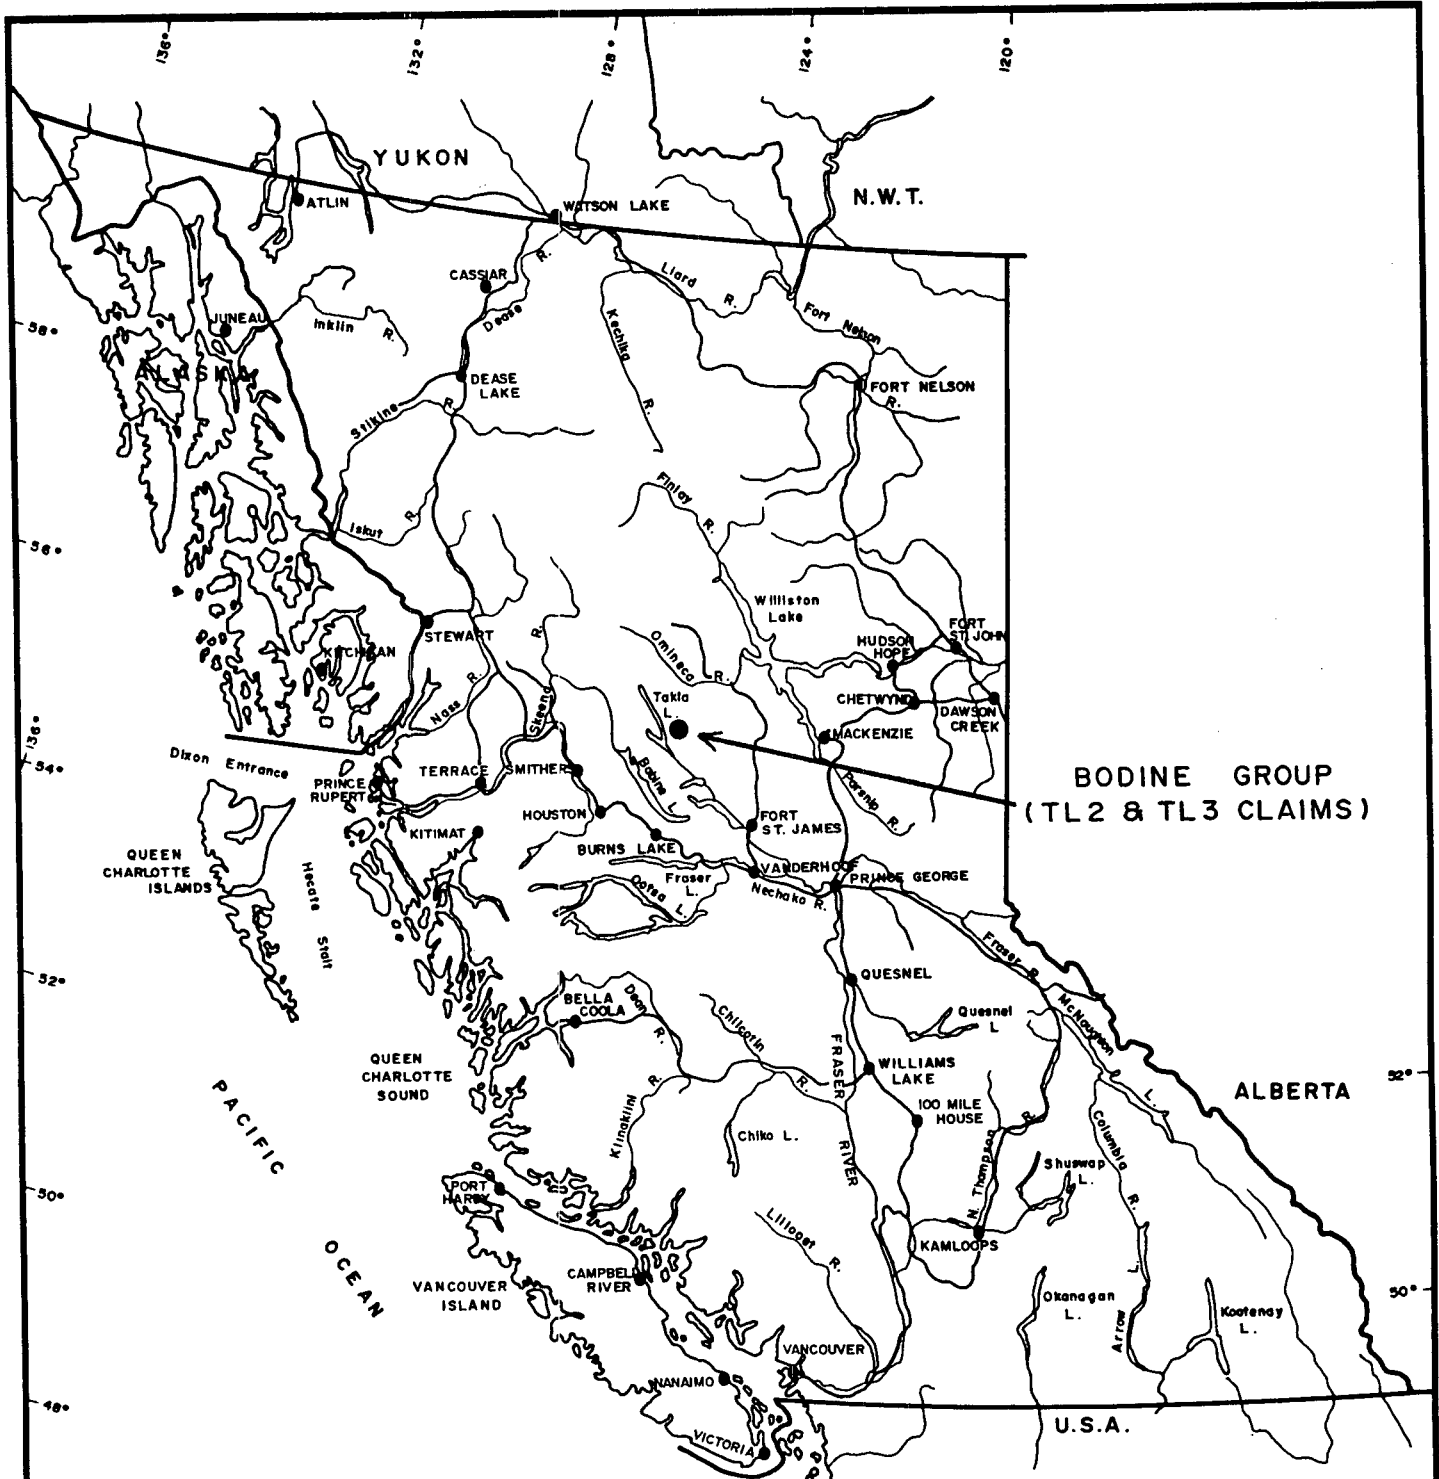 136°
132°
128°
124°
120°
YUKON
N.W.T.
ATLIN
WATSON LAKE
CASSIAR
R.
Liard
R.
Dease
Kechika
R.
Fort Nelson
R.
58°
JUNEAU
Inklin
R.
ALASKA
DEASE
LAKE
FORT NELSON
Stikine
R.
Finlay
R.
Iskut
R.
56°
Williston
Lake
FORT
ST. JOHN
HUDSON
HOPE
STEWART
KETCHIKAN
Omineca
R.
Nass
R.
Skeena
R.
Takla
L.
CHETWYND
DAWSON
CREEK
MACKENZIE
136°
54°
Dixon Entrance
PRINCE
RUPERT
TERRACE
SMITHERS
Babine
L.
Parsnip
R.
BODINE GROUP
(TL2 & TL3 CLAIMS)
HOUSTON
FORT
ST. JAMES
KITIMAT
BURNS LAKE
QUEEN
CHARLOTTE
ISLANDS
Hecate
Stait
Fraser
L.
VANDERHOOF
PRINCE GEORGE
Ootsa
L.
Nechako R.
Fraser R.
52°
QUESNEL
BELLA
COOLA
Dean
R.
Chilcotin
R.
Quesnel
L
McNaughton
L.
QUEEN
CHARLOTTE
SOUND
FRASER
RIVER
WILLIAMS
LAKE
52°
ALBERTA
PACIFIC
OCEAN
Klinaklini
R.
100 MILE
HOUSE
Chiko L.
N. Thompson
R.
Columbia
R.
Shuswap
L.
50°
PORT
HARDY
Lillooet
R.
KAMLOOPS
CAMPBELL
RIVER
VANCOUVER
ISLAND
50°
Okanagan
L.
Arrow
L.
Kootenay
L.
VANCOUVER
NANAIMO
48°
U.S.A.
VICTORIA